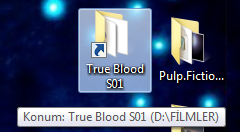 True Blood
S01
Pulp.Fictio...
Konum: True Blood S01 (D:\FİLMLER)